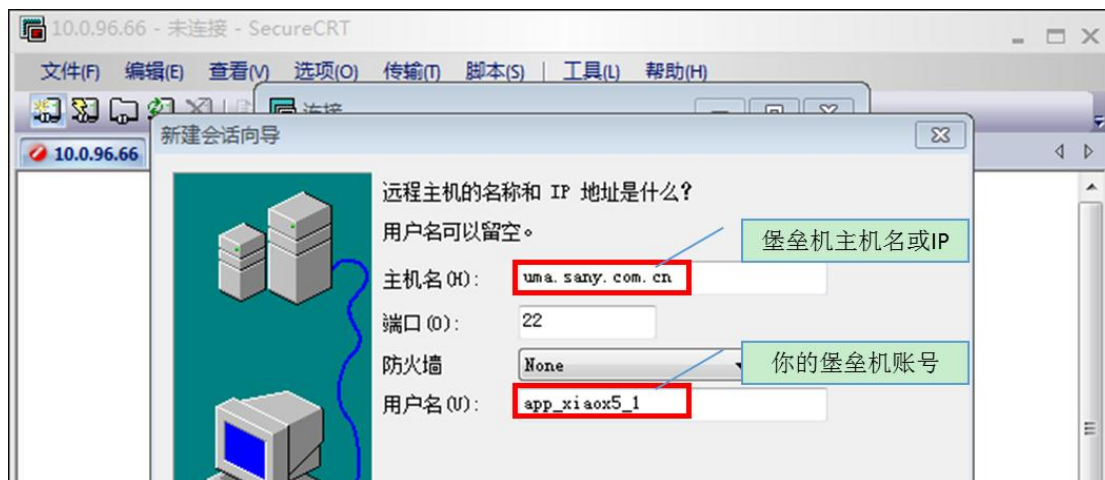 10.0.96.66 - 未连接 - SecureCRT
文件(F) 编辑(E) 查看(V) 选项(O) 传输(T) 脚本(S) | 工具(L) 帮助(H)
连接
新建会话向导
10.0.96.66
远程主机的名称和 IP 地址是什么?
用户名可以留空。
堡垒机主机名或IP
主机名(H): uma.sany.com.cn
端口(O): 22
防火墙 None
你的堡垒机账号
用户名(U): app_xiaox5_1